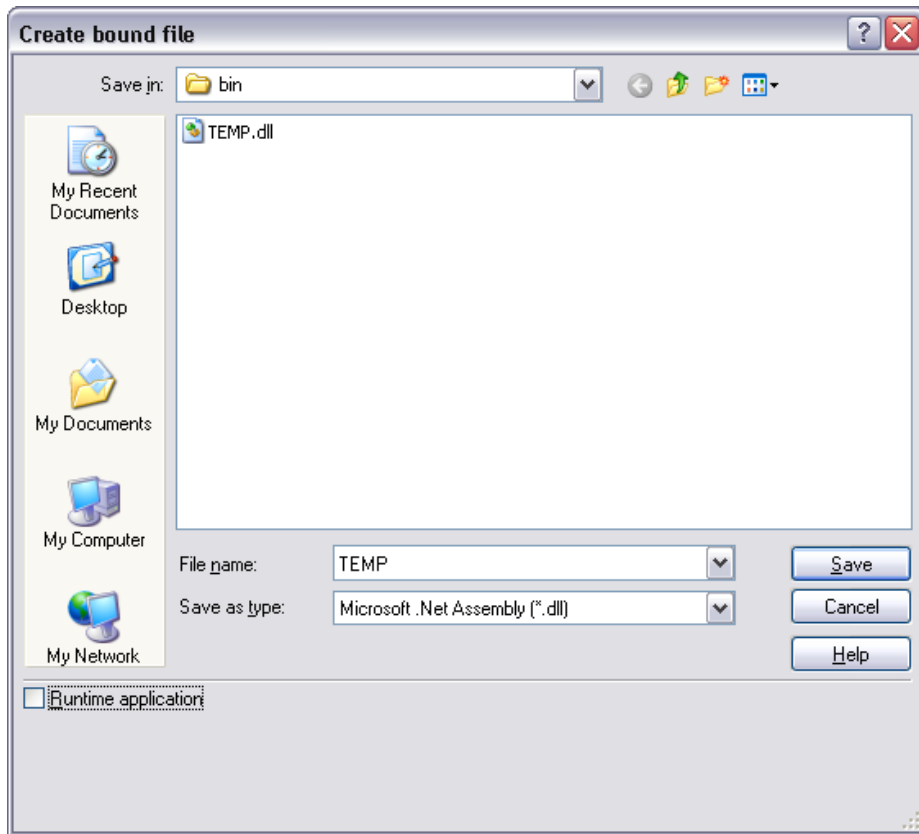 Create bound file
Save in:
bin
TEMP.dll
My Recent
Documents
Desktop
My Documents
My Computer
My Network
File name:
TEMP
Save
Save as type:
Microsoft .Net Assembly (*.dll)
Cancel
Help
Runtime application